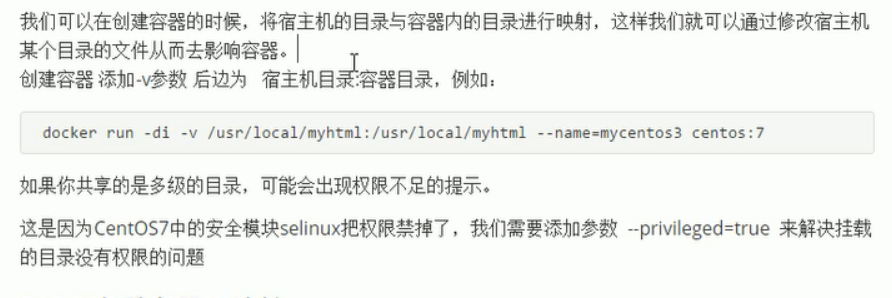 我们可以在创建容器的时候，将宿主机的目录与容器内的目录进行映射，这样我们就可以通过修改宿主机
某个目录的文件从而去影响容器。
创建容器 添加-v参数 后边为 宿主机目录:容器目录，例如：
docker run -di -v /usr/local/myhtml:/usr/local/myhtml --name=mycentos3 centos:7
如果你共享的是多级的目录，可能会出现权限不足的提示。
这是因为CentOS7中的安全模块selinux把权限禁掉了，我们需要添加参数 --privileged=true 来解决挂载
的目录没有权限的问题